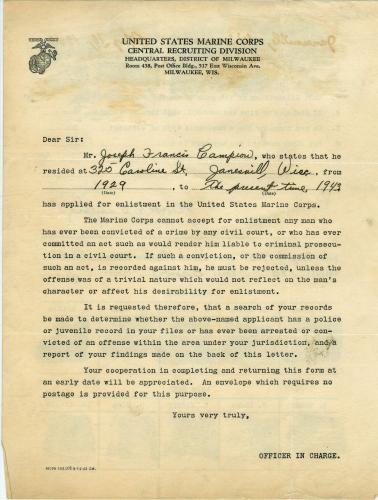 UNITED STATES MARINE CORPS
CENTRAL RECRUITING DIVISION
HEADQUARTERS, DISTRICT OF MILWAUKEE
Room 438, Post Office Bldg., 517 East Wisconsin Ave.
MILWAUKEE, WIS.
Dear Sir:
Mr. Joseph Francis Campion, who states that he
resided at 325 Caroline St, Janesvill Wisc, from
1929, to The present time, 1943
(Date) (Date)
has applied for enlistment in the United States Marine Corps.
The Marine Corps cannot accept for enlistment any man who
has ever been convicted of a crime by any civil court, or who has ever
committed an act such as would render him liable to criminal prosecu-
tion in a civil court. If such a conviction, or the commission of
such an act, is recorded against him, he must be rejected, unless the
offense was of a trivial nature which would not reflect on the man's
character or affect his desirability for enlistment.
It is requested therefore, that a search of your records
be made to determine whether the above-named applicant has a police
or juvenile record in your files or has ever been arrested or con-
victed of an offense within the area under your jurisdiction, and a
report of your findings made on the back of this letter.
Your cooperation in completing and returning this form at
an early date will be appreciated. An envelope which requires no
postage is provided for this purpose.
Yours very truly,
OFFICER IN CHARGE.